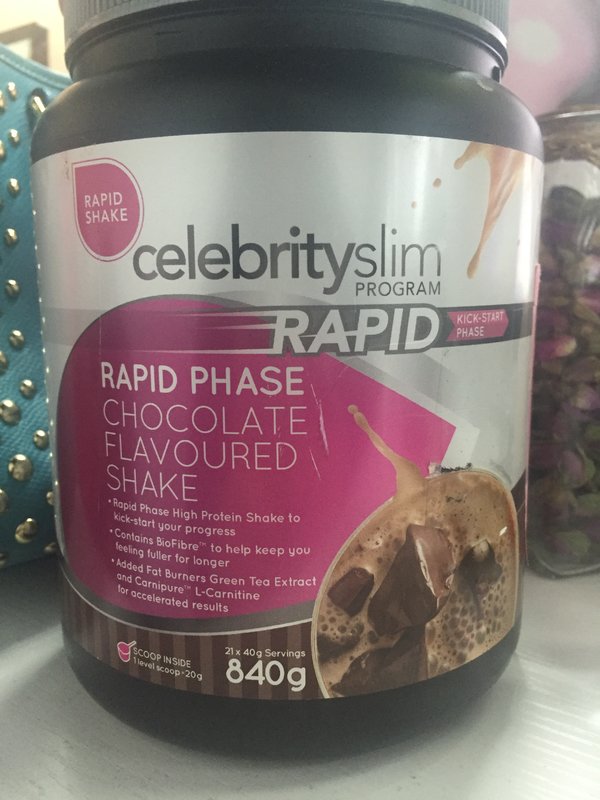 RAPID
SHAKE
celebrityslim
PROGRAM
RAPID
KICK-START
PHASE
RAPID PHASE
CHOCOLATE
FLAVOURED
SHAKE
• Rapid Phase High Protein Shake to
kick-start your progress
• Contains BioFibre™ to help keep you
feeling fuller for longer
• Added Fat Burners Green Tea Extract
and Carnipure™ L-Carnitine
for accelerated results
SCOOP INSIDE
1 level scoop-20g
21 x 40g Servings
840g